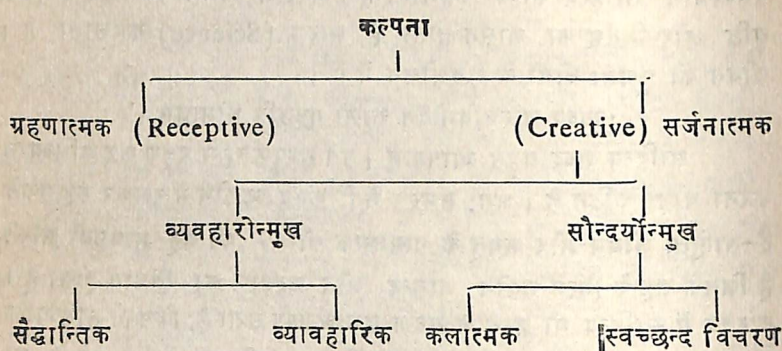 कल्पना
ग्रहणात्मक (Receptive) (Creative) सर्जनात्मक
व्यवहारोन्मुख सौन्दर्योन्मुख
सैद्धान्तिक व्यावहारिक कलात्मक स्वच्छन्द विचरण